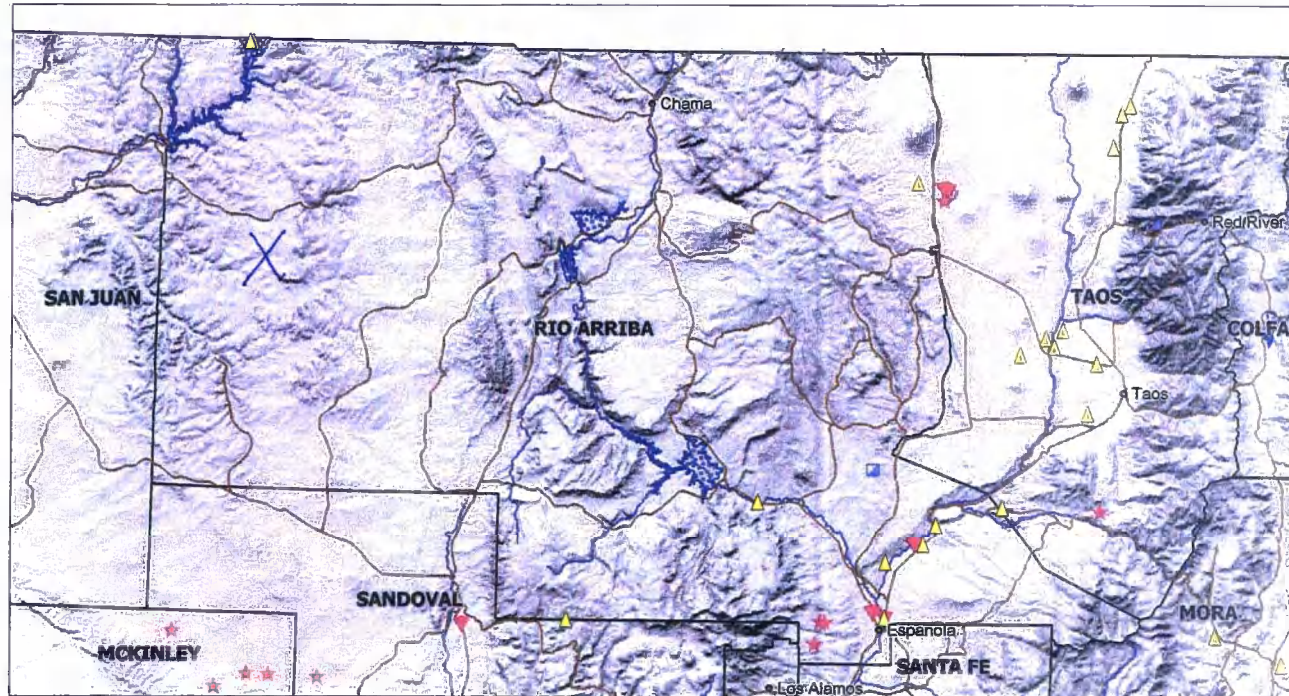 Chama
Red River
SAN JUAN
TAOS
RIO ARRIBA
COLFA
Taos
SANDOVAL
MORA
Espanola
MCKINLEY
SANTA FE
Los Alamos